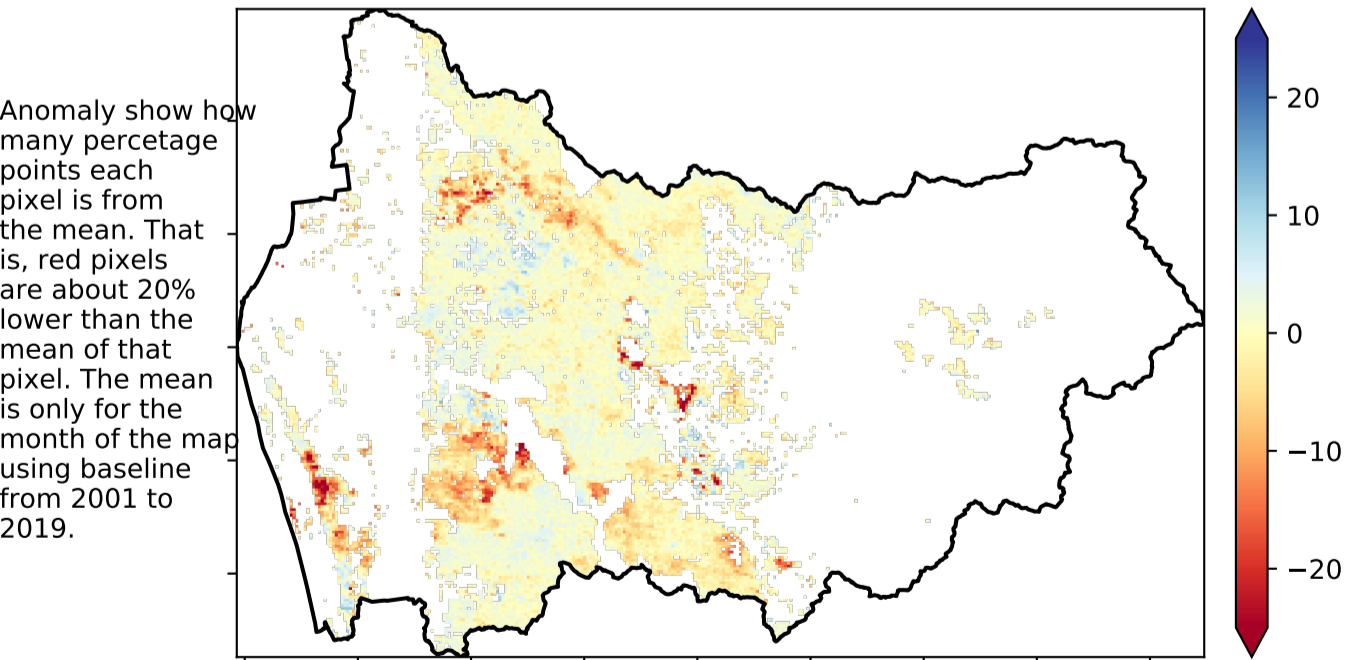 Anomaly show how
many percetage
points each
pixel is from
the mean. That
is, red pixels
are about 20%
lower than the
mean of that
pixel. The mean
is only for the
month of the map
using baseline
from 2001 to
2019.
20
10
0
−10
−20